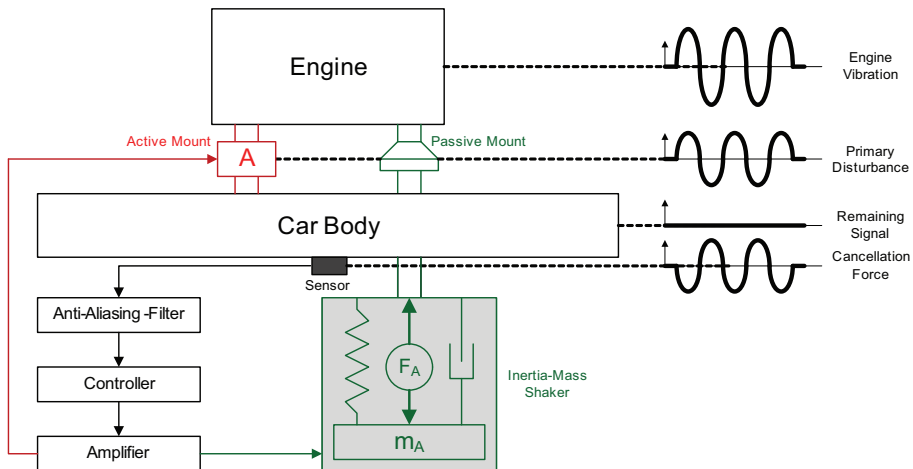 Engine
Engine
Vibration
Active Mount
Passive Mount
A
Primary
Disturbance
Car Body
Remaining
Signal
Cancellation
Force
Sensor
Anti-Aliasing -Filter
Controller
Amplifier
FA
mA
Inertia-Mass
Shaker